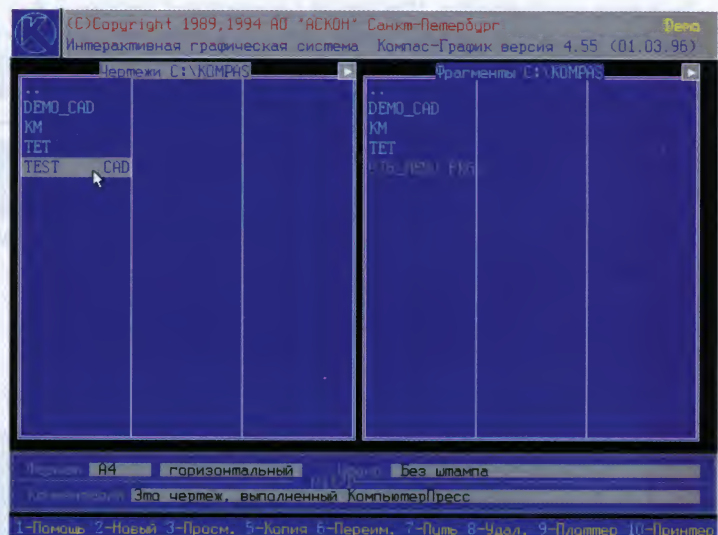 (C)Copyright 1989,1994 АО "АСКОН" Санкт-Петербург Demo
Интерактивная графическая система Компас-График версия 4.55 (01.03.96)
Чертежи C:\KOMPAS
Фрагменты C:\KOMPAS
..
DEMO_CAD
KM
TET
TEST CAD
..
DEMO_CAD
KM
TET
A4 горизонтальный Без штампа
Комментарий Это чертеж, выполненный КомпьютерПресс
1-Помощь 2-Новый 3-Просм. 5-Копия 6-Переим. 7-Путь 8-Удал. 9-Плоттер 10-Принтер